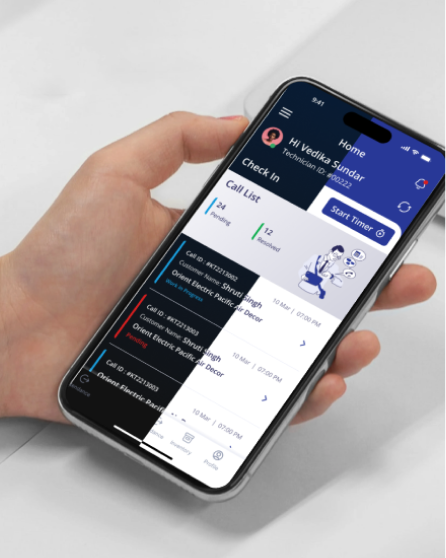 9:41
Home
Hi Vedika Sundar
Technician ID: #00222
Check In
Start Timer
Call List
24
Pending
12
Resolved
Call ID : #KT2213002
Customer Name: Shruti Singh
Orient Electric Pacific Air Decor
Work in Progress
10 Mar | 07:00 PM
Call ID : #KT2213003
Customer Name: Shruti Singh
Orient Electric Pacific Air Decor
Pending
10 Mar | 07:00 PM
Call ID : #KT2213003
Orient Electric Pacific
10 Mar | 07:00 PM
Inventory
Profile